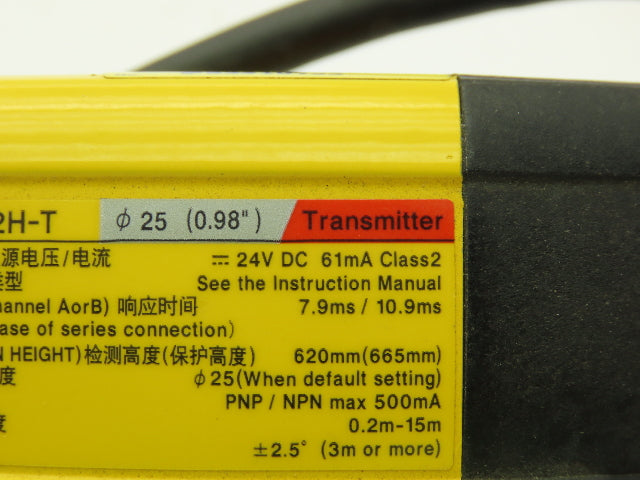 2H-T ϕ 25 (0.98") Transmitter
源电压/电流 ⎓ 24V DC 61mA Class2
类型 See the Instruction Manual
hannel AorB) 响应时间 7.9ms / 10.9ms
ase of series connection)
N HEIGHT)检测高度(保护高度) 620mm(665mm)
度 ϕ25(When default setting)
PNP / NPN max 500mA
度 0.2m-15m
±2.5° (3m or more)